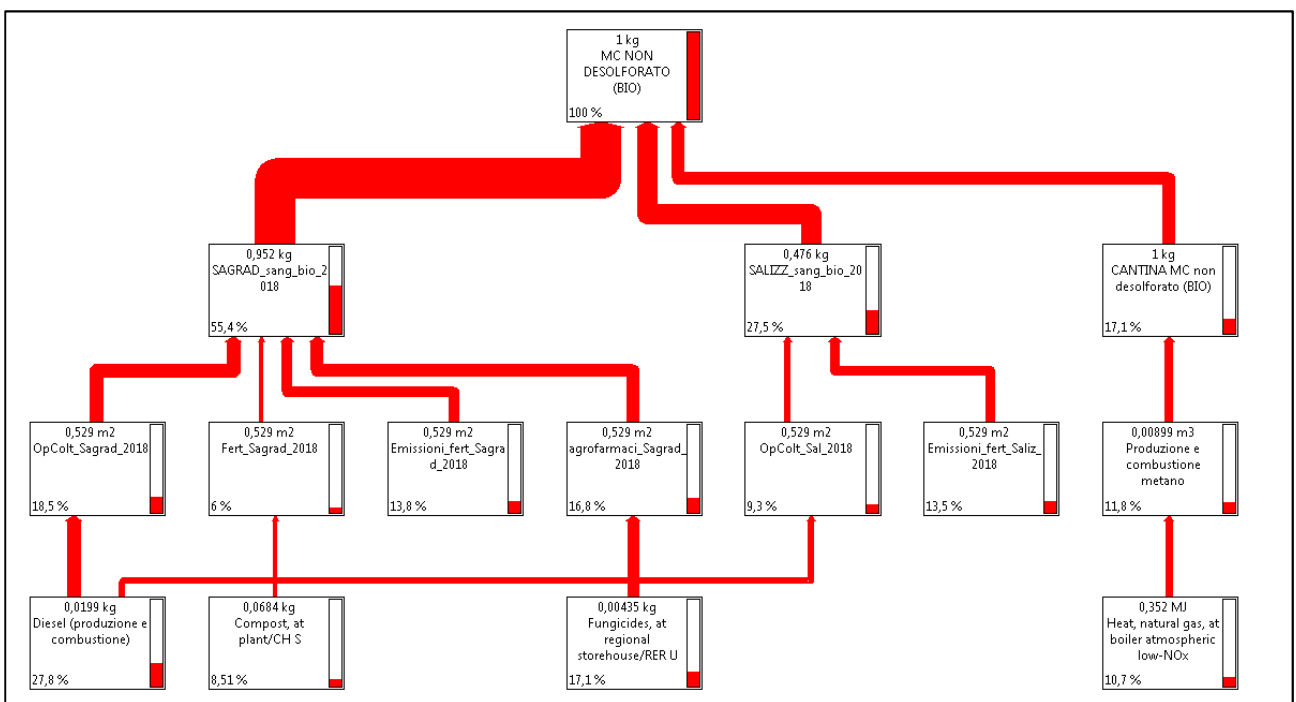 1 kg
MC NON
DESOLFORATO
(BIO)
100 %
0,952 kg
SAGRAD_sang_bio_2
018
55,4 %
0,476 kg
SALIZZ_sang_bio_20
18
27,5 %
1 kg
CANTINA MC non
desolforato (BIO)
17,1 %
0,529 m2
OpColt_Sagrad_2018
18,5 %
0,529 m2
Fert_Sagrad_2018
6 %
0,529 m2
Emissioni_fert_Sagra
d_2018
13,8 %
0,529 m2
agrofarmaci_Sagrad_
2018
16,8 %
0,529 m2
OpColt_Sal_2018
9,3 %
0,529 m2
Emissioni_fert_Saliz_
2018
13,5 %
0,00899 m3
Produzione e
combustione
metano
11,8 %
0,0199 kg
Diesel (produzione e
combustione)
27,8 %
0,0684 kg
Compost, at
plant/CH S
8,51 %
0,00435 kg
Fungicides, at
regional
storehouse/RER U
17,1 %
0,352 MJ
Heat, natural gas, at
boiler atmospheric
low-NOx
10,7 %